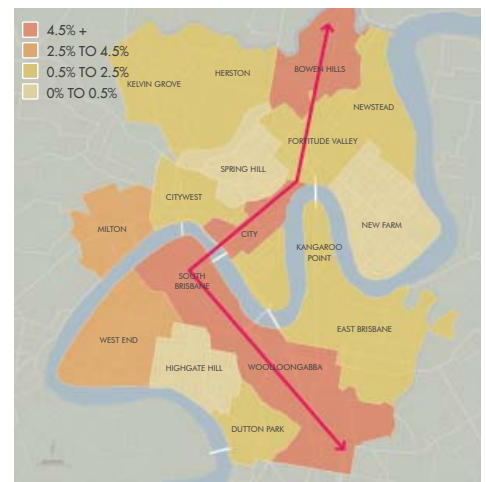 4.5% +
2.5% TO 4.5%
0.5% TO 2.5%
0% TO 0.5%
BOWEN HILLS
HERSTON
KELVIN GROVE
NEWSTEAD
FORTITUDE VALLEY
SPRING HILL
CITYWEST
NEW FARM
MILTON
CITY
KANGAROO
POINT
SOUTH
BRISBANE
EAST BRISBANE
WEST END
HIGHGATE HILL
WOOLLOONGABBA
DUTTON PARK